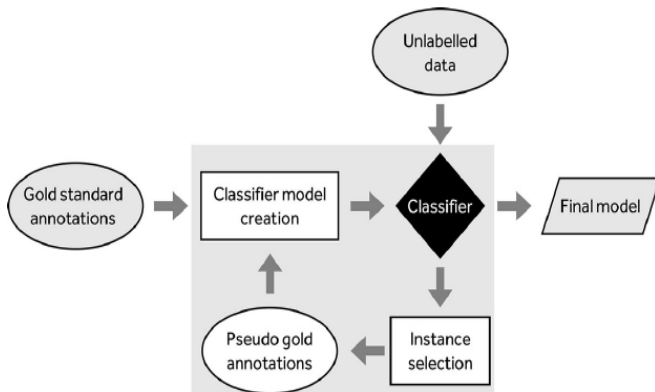 Unlabelled
data
Gold standard
annotations
Classifier model
creation
Classifier
Final model
Pseudo gold
annotations
Instance
selection